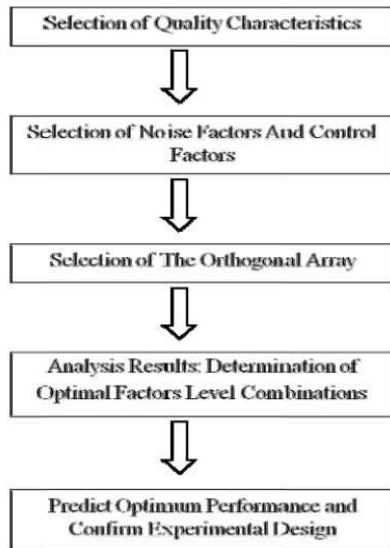 Selection of Quality Characteristics
Selection of Noise Factors And Control
Factors
Selection of The Orthogonal Array
Analysis Results: Determination of
Optimal Factors Level Combinations
Predict Optimum Performance and
Confirm Experimental Design